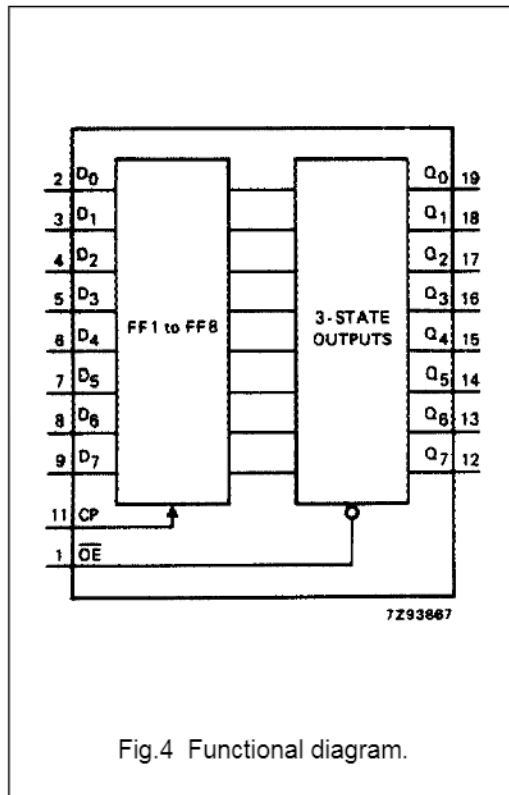 2 D0 Q0 19
3 D1 Q1 18
4 D2 Q2 17
5 D3 Q3 16
FF1 to FF8
3-STATE
OUTPUTS
6 D4 Q4 15
7 D5 Q5 14
8 D6 Q6 13
9 D7 Q7 12
11 CP
1 O̅E̅
7Z93867
Fig.4 Functional diagram.